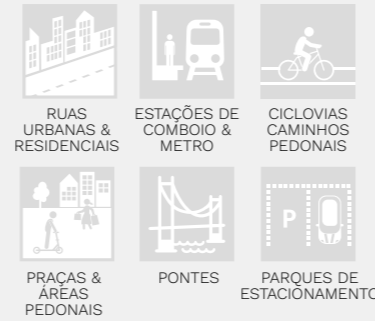 RUAS
URBANAS &
RESIDENCIAIS
ESTAÇÕES DE
COMBOIO &
METRO
CICLOVIAS
CAMINHOS
PEDONAIS
P
PRAÇAS &
ÁREAS
PEDONAIS
PONTES
PARQUES DE
ESTACIONAMENTO